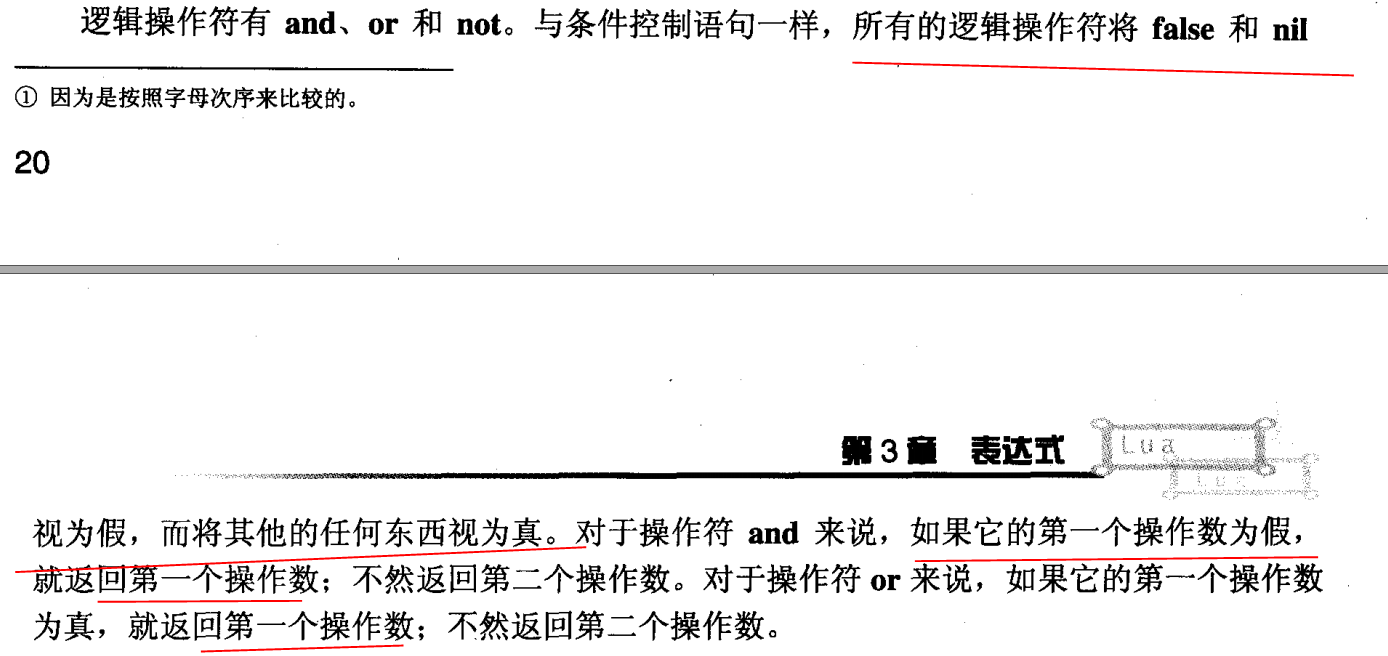 逻辑操作符有 and、or 和 not。与条件控制语句一样，所有的逻辑操作符将 false 和 nil
① 因为是按照字母次序来比较的。
20
第 3 章 表达式
Lua
Lua
视为假，而将其他的任何东西视为真。对于操作符 and 来说，如果它的第一个操作数为假，
就返回第一个操作数；不然返回第二个操作数。对于操作符 or 来说，如果它的第一个操作数
为真，就返回第一个操作数；不然返回第二个操作数。